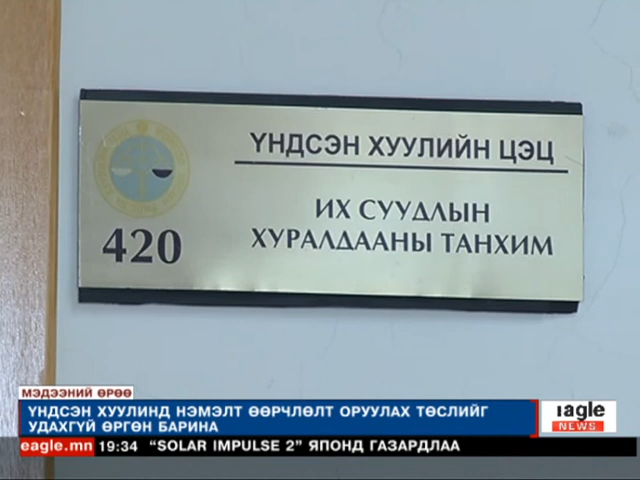 ҮНДСЭН ХУУЛИЙН ЦЭЦ
ИХ СУУДЛЫН
ХУРАЛДААНЫ ТАНХИМ
420
МЭДЭЭНИЙ ӨРӨӨ
ҮНДСЭН ХУУЛИНД НЭМЭЛТ ӨӨРЧЛӨЛТ ОРУУЛАХ ТӨСЛИЙГ
УДАХГҮЙ ӨРГӨН БАРИНА
eagle
NEWS
eagle.mn 19:34 “SOLAR IMPULSE 2” ЯПОНД ГАЗАРДЛАА